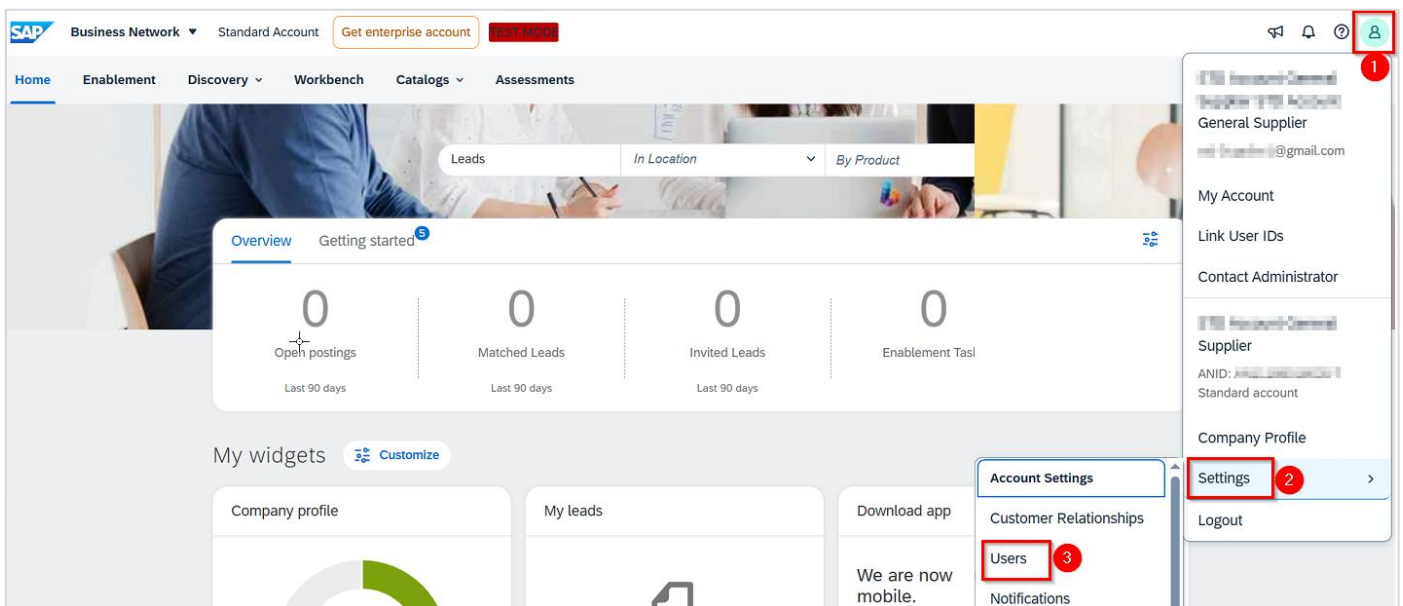 SAP Business Network Standard Account Get enterprise account TEST MODE
1
Home Enablement Discovery Workbench Catalogs Assessments
General Supplier
@gmail.com
Leads In Location By Product
My Account
Link User IDs
Contact Administrator
Overview Getting started 5
0 0 0 0
Open postings Matched Leads Invited Leads Enablement Tasl
Last 90 days Last 90 days Last 90 days
Supplier
ANID:
Standard account
Company Profile
Settings 2
Logout
My widgets Customize
Company profile My leads Download app
We are now
mobile.
Account Settings
Customer Relationships
Users 3
Notifications